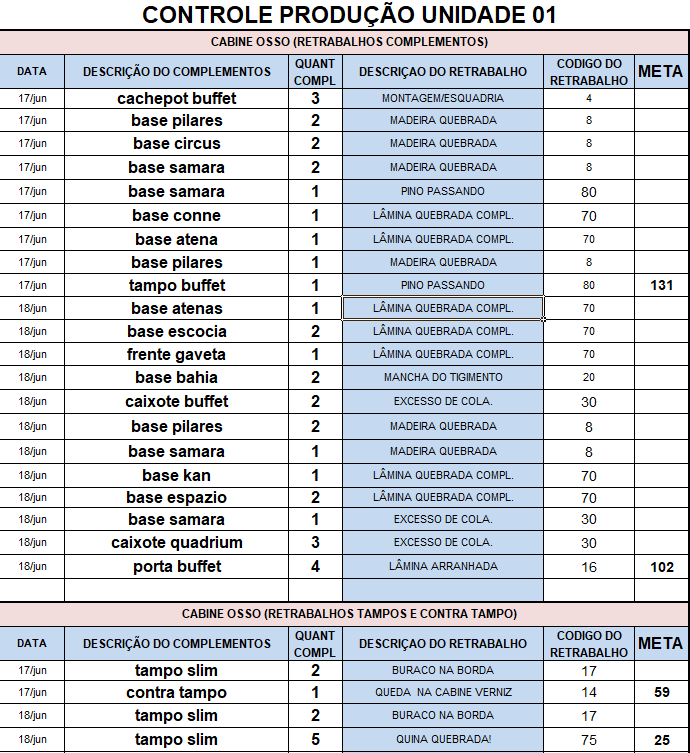 CONTROLE PRODUÇÃO UNIDADE 01
CABINE OSSO (RETRABALHOS COMPLEMENTOS)
DATA DESCRIÇÃO DO COMPLEMENTOS QUANT COMPL DESCRIÇAO DO RETRABALHO CODIGO DO RETRABALHO META
17/jun cachepot buffet 3 MONTAGEM/ESQUADRIA 4
17/jun base pilares 2 MADEIRA QUEBRADA 8
17/jun base circus 2 MADEIRA QUEBRADA 8
17/jun base samara 2 MADEIRA QUEBRADA 8
17/jun base samara 1 PINO PASSANDO 80
17/jun base conne 1 LÂMINA QUEBRADA COMPL. 70
17/jun base atena 1 LÂMINA QUEBRADA COMPL. 70
17/jun base pilares 1 MADEIRA QUEBRADA 8
17/jun tampo buffet 1 PINO PASSANDO 80 131
18/jun base atenas 1 LÂMINA QUEBRADA COMPL. 70
18/jun base escocia 2 LÂMINA QUEBRADA COMPL. 70
18/jun frente gaveta 1 LÂMINA QUEBRADA COMPL. 70
18/jun base bahia 2 MANCHA DO TIGIMENTO 20
18/jun caixote buffet 2 EXCESSO DE COLA. 30
18/jun base pilares 2 MADEIRA QUEBRADA 8
18/jun base samara 1 MADEIRA QUEBRADA 8
18/jun base kan 1 LÂMINA QUEBRADA COMPL. 70
18/jun base espazio 2 LÂMINA QUEBRADA COMPL. 70
18/jun base samara 1 EXCESSO DE COLA. 30
18/jun caixote quadrium 3 EXCESSO DE COLA. 30
18/jun porta buffet 4 LÂMINA ARRANHADA 16 102
CABINE OSSO (RETRABALHOS TAMPOS E CONTRA TAMPO)
DATA DESCRIÇÃO DO COMPLEMENTOS QUANT COMPL DESCRIÇAO DO RETRABALHO CODIGO DO RETRABALHO META
17/jun tampo slim 2 BURACO NA BORDA 17
17/jun contra tampo 1 QUEDA NA CABINE VERNIZ 14 59
18/jun tampo slim 2 BURACO NA BORDA 17
18/jun tampo slim 5 QUINA QUEBRADA! 75 25